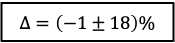 Δ = (−1 ± 18)%